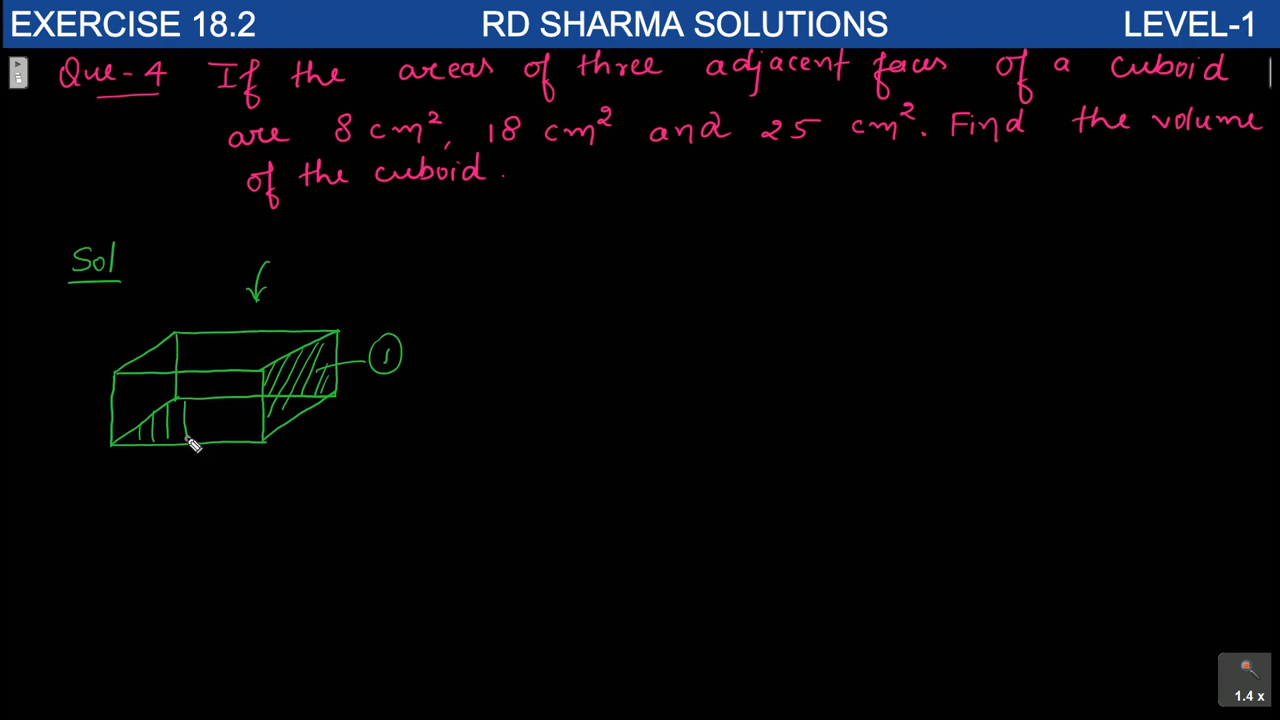 EXERCISE 18.2 RD SHARMA SOLUTIONS LEVEL-1
Que-4 If the areas of three adjacent faces of a cuboid
are 8 cm², 18 cm² and 25 cm². Find the volume
of the cuboid.
Sol
1
1.4 x